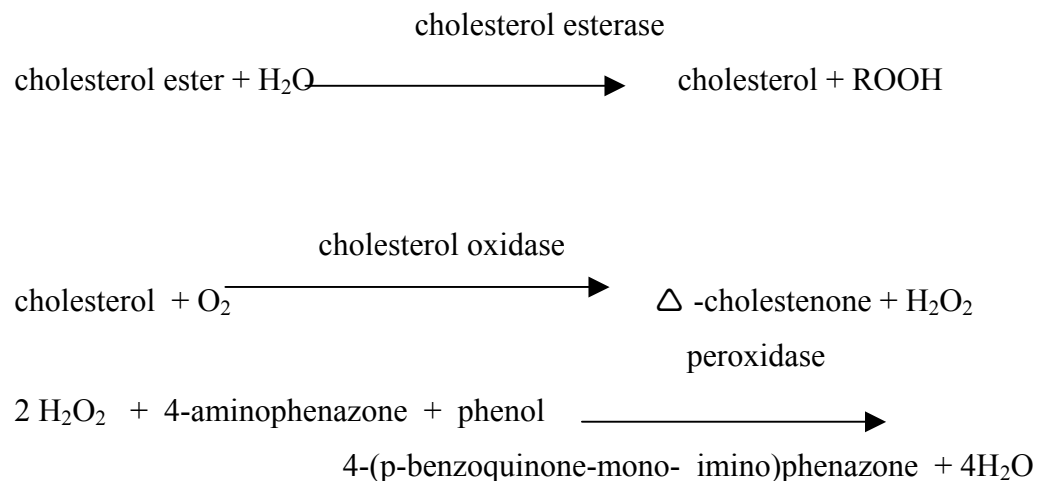 cholesterol esterase
cholesterol ester + H₂O cholesterol + ROOH
cholesterol oxidase
cholesterol + O₂ △ -cholestenone + H₂O₂
peroxidase
2 H₂O₂ + 4-aminophenazone + phenol
4-(p-benzoquinone-mono- imino)phenazone + 4H₂O